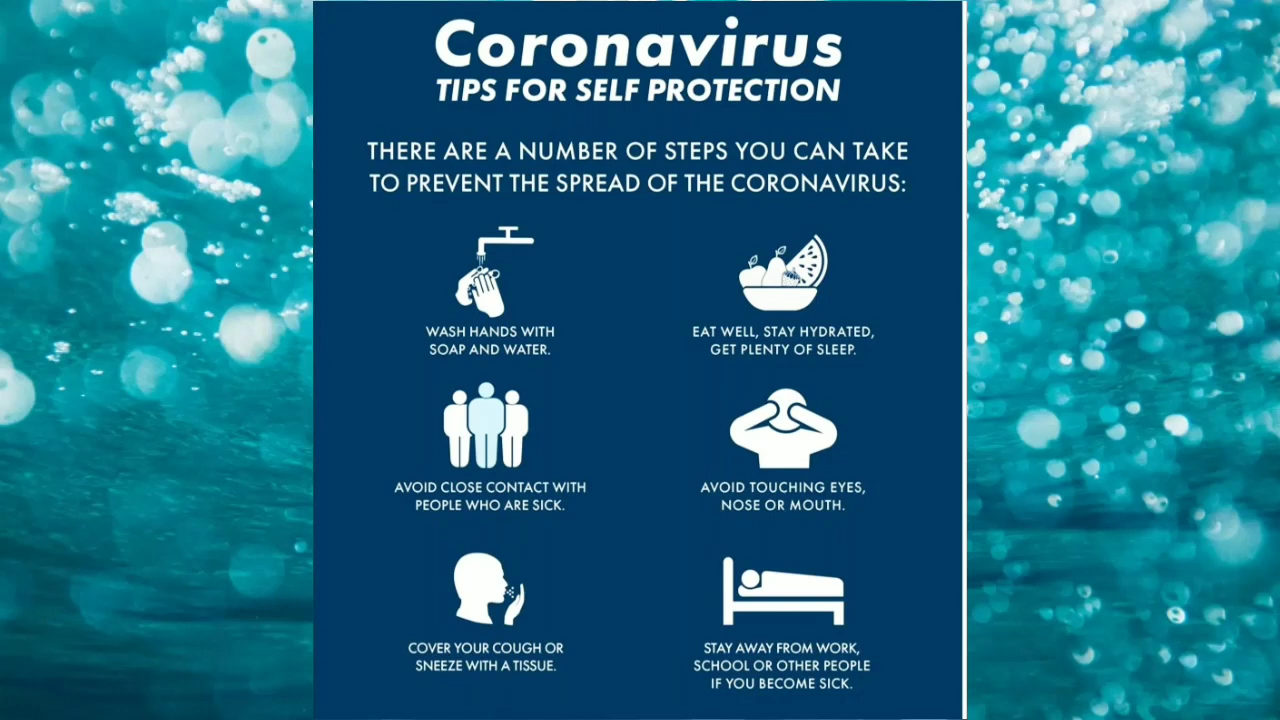 Coronavirus
TIPS FOR SELF PROTECTION
THERE ARE A NUMBER OF STEPS YOU CAN TAKE
TO PREVENT THE SPREAD OF THE CORONAVIRUS:
WASH HANDS WITH
SOAP AND WATER.
EAT WELL, STAY HYDRATED,
GET PLENTY OF SLEEP.
AVOID CLOSE CONTACT WITH
PEOPLE WHO ARE SICK.
AVOID TOUCHING EYES,
NOSE OR MOUTH.
COVER YOUR COUGH OR
SNEEZE WITH A TISSUE.
STAY AWAY FROM WORK,
SCHOOL OR OTHER PEOPLE
IF YOU BECOME SICK.